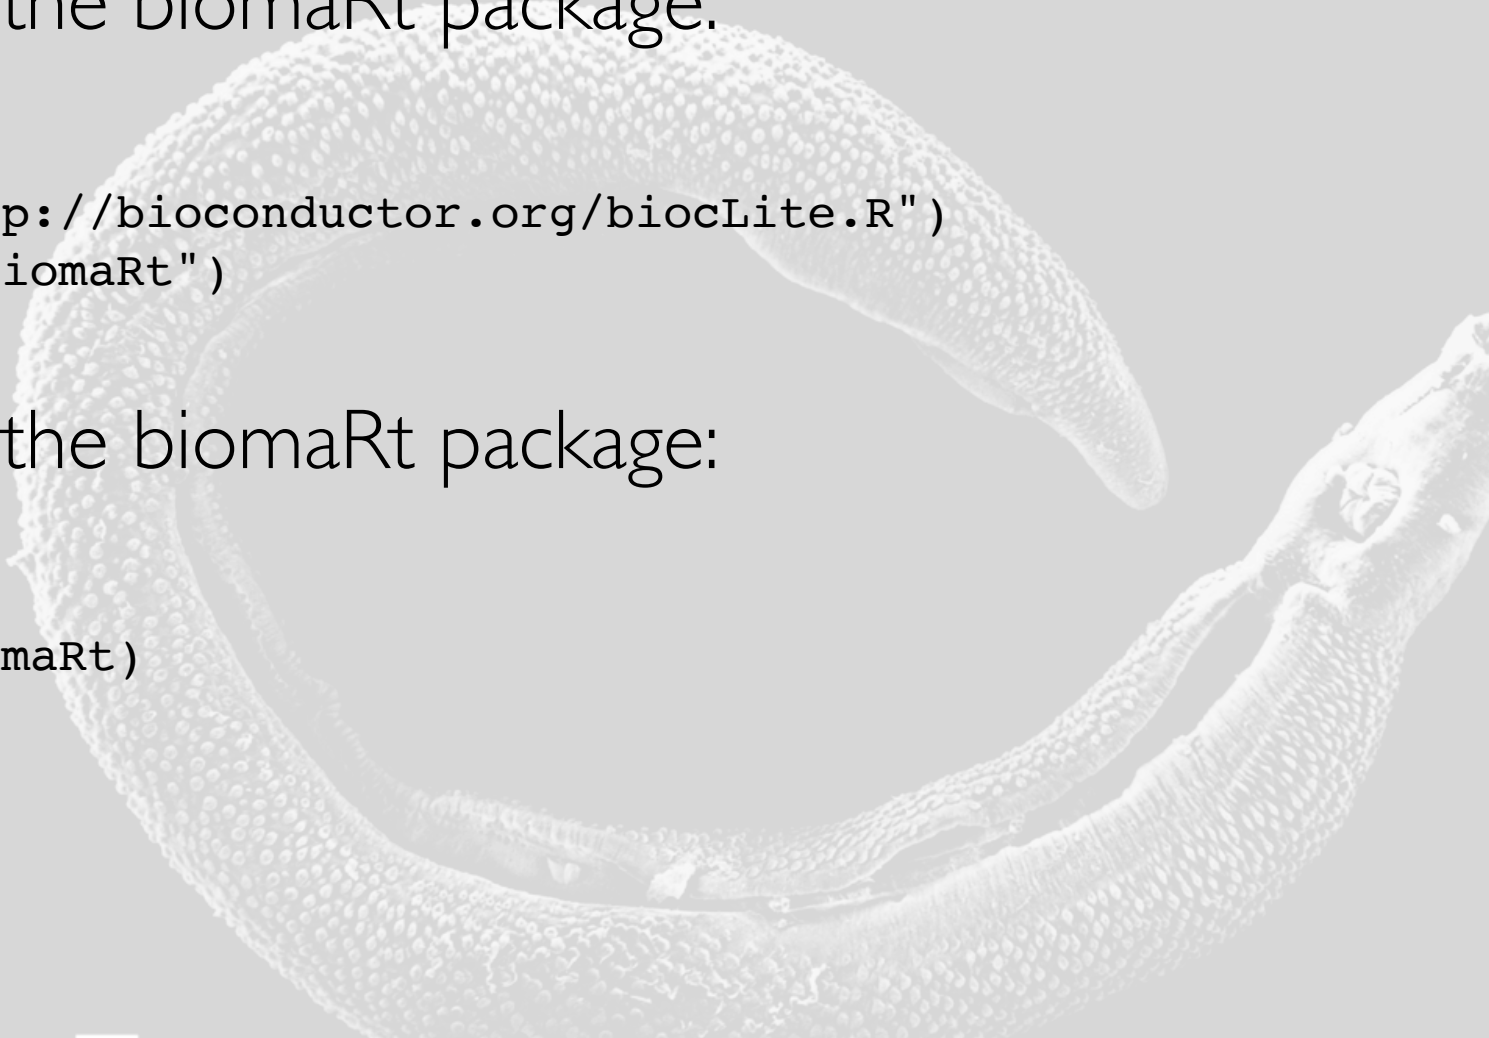 the biomaRt package:
p://bioconductor.org/biocLite.R")
iomaRt")
the biomaRt package:
maRt)